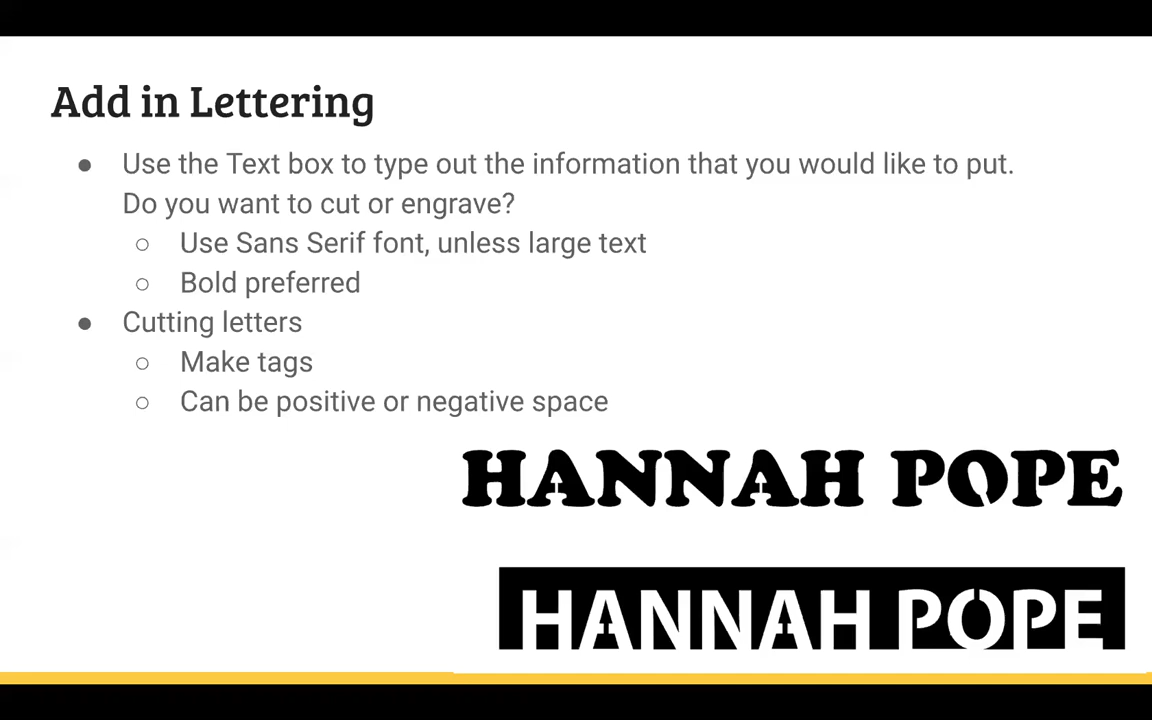 Add in Lettering
● Use the Text box to type out the information that you would like to put.
Do you want to cut or engrave?
○ Use Sans Serif font, unless large text
○ Bold preferred
● Cutting letters
○ Make tags
○ Can be positive or negative space
HANNAH POPE
HANNAH POPE